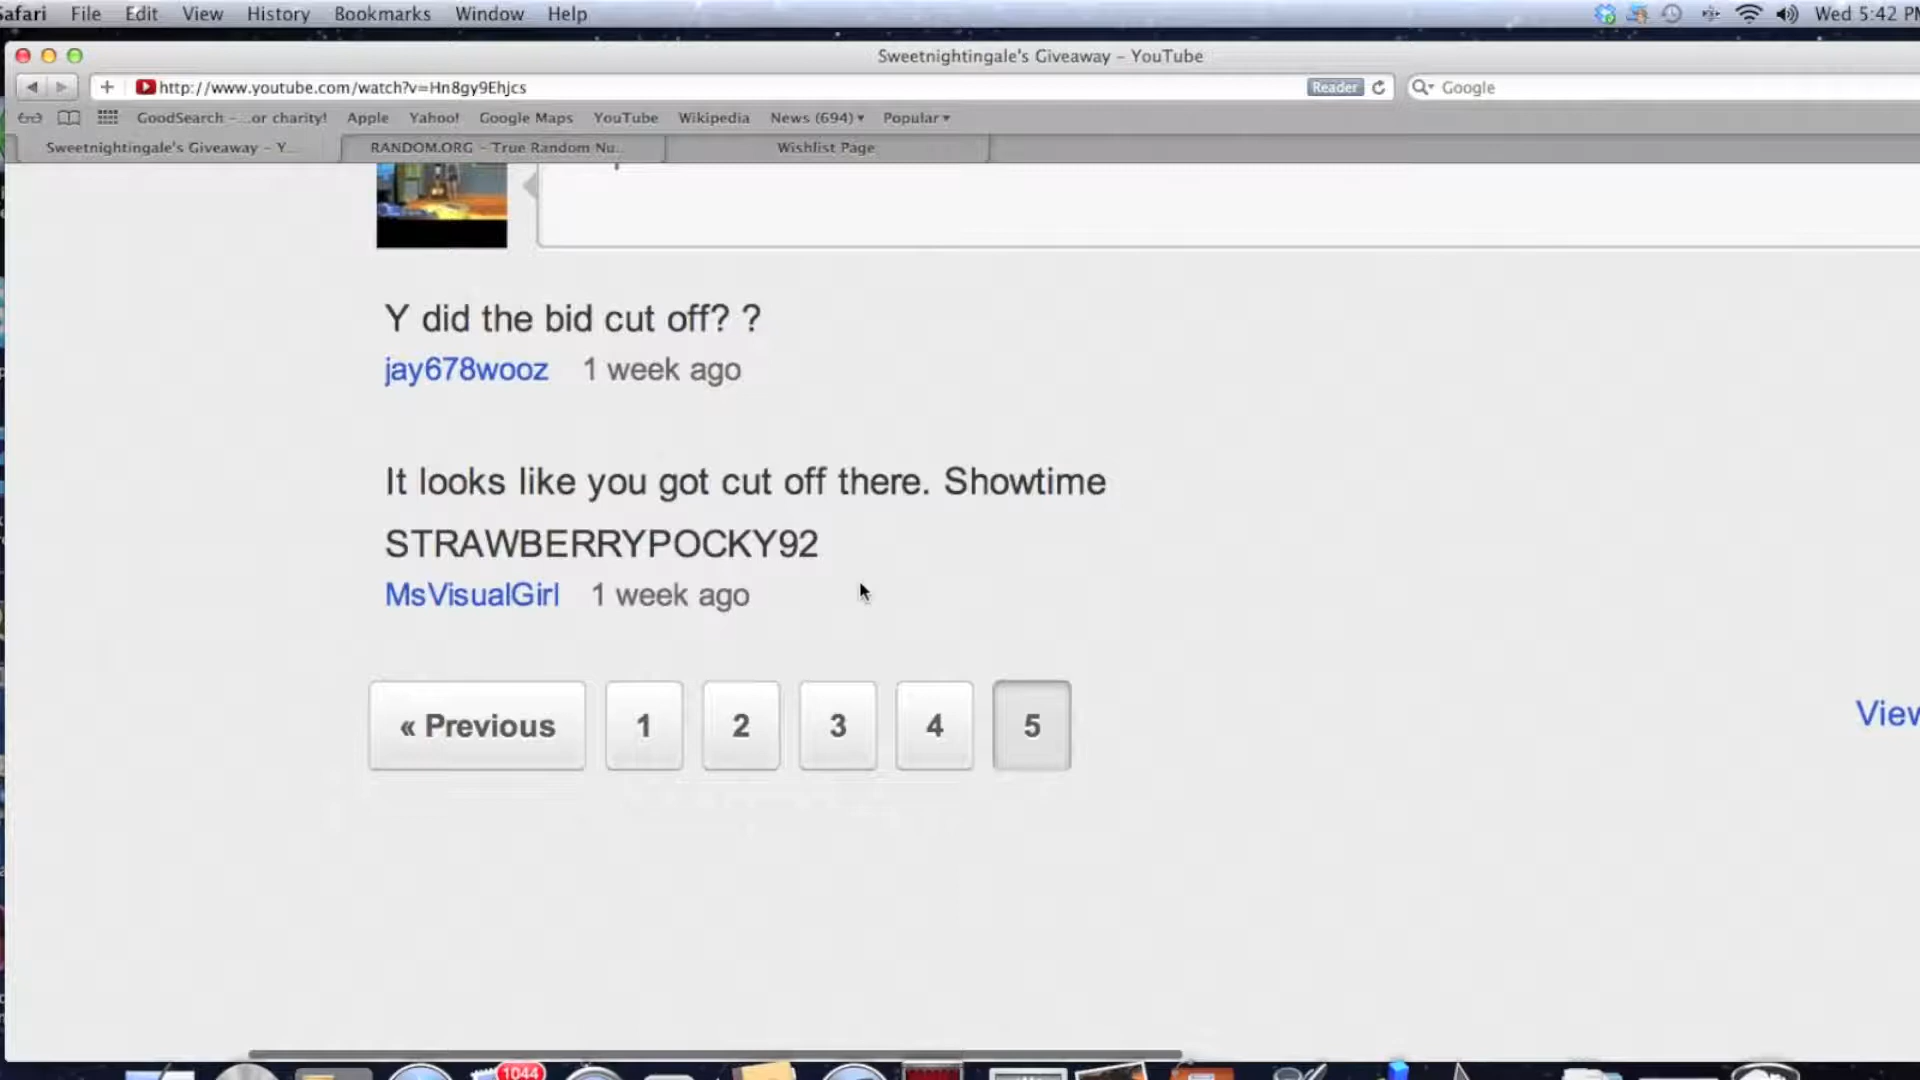 Safari File Edit View History Bookmarks Window Help Wed 5:42 PM
Sweetnightingale's Giveaway – YouTube
http://www.youtube.com/watch?v=Hn8gy9Ehjcs Reader Google
GoodSearch - ...or charity! Apple Yahoo! Google Maps YouTube Wikipedia News (694) Popular
Sweetnightingale's Giveaway – Y... RANDOM.ORG – True Random Nu... Wishlist Page
Y did the bid cut off? ?
jay678wooz 1 week ago
It looks like you got cut off there. Showtime
STRAWBERRYPOCKY92
MsVisualGirl 1 week ago
« Previous 1 2 3 4 5
View
1044